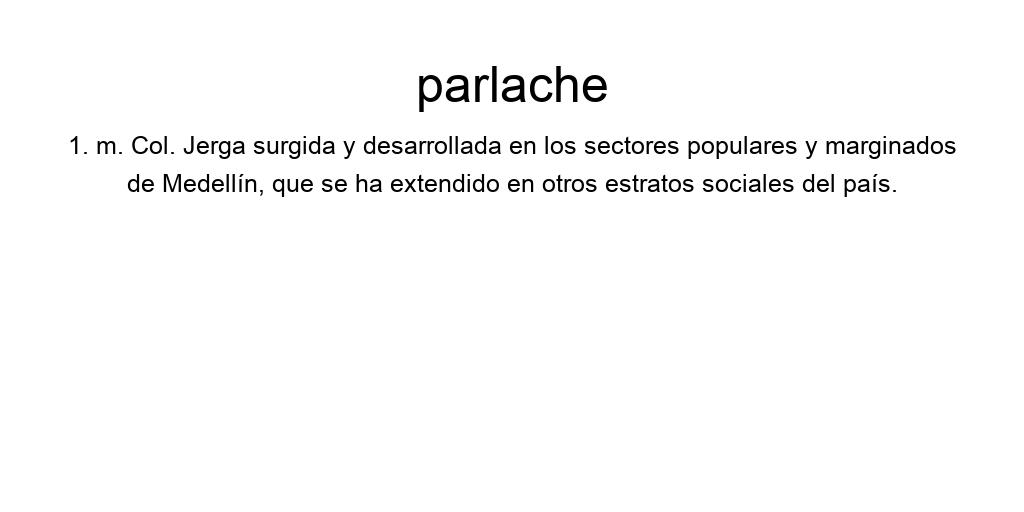 parlache
1. m. Col. Jerga surgida y desarrollada en los sectores populares y marginados
de Medellín, que se ha extendido en otros estratos sociales del país.